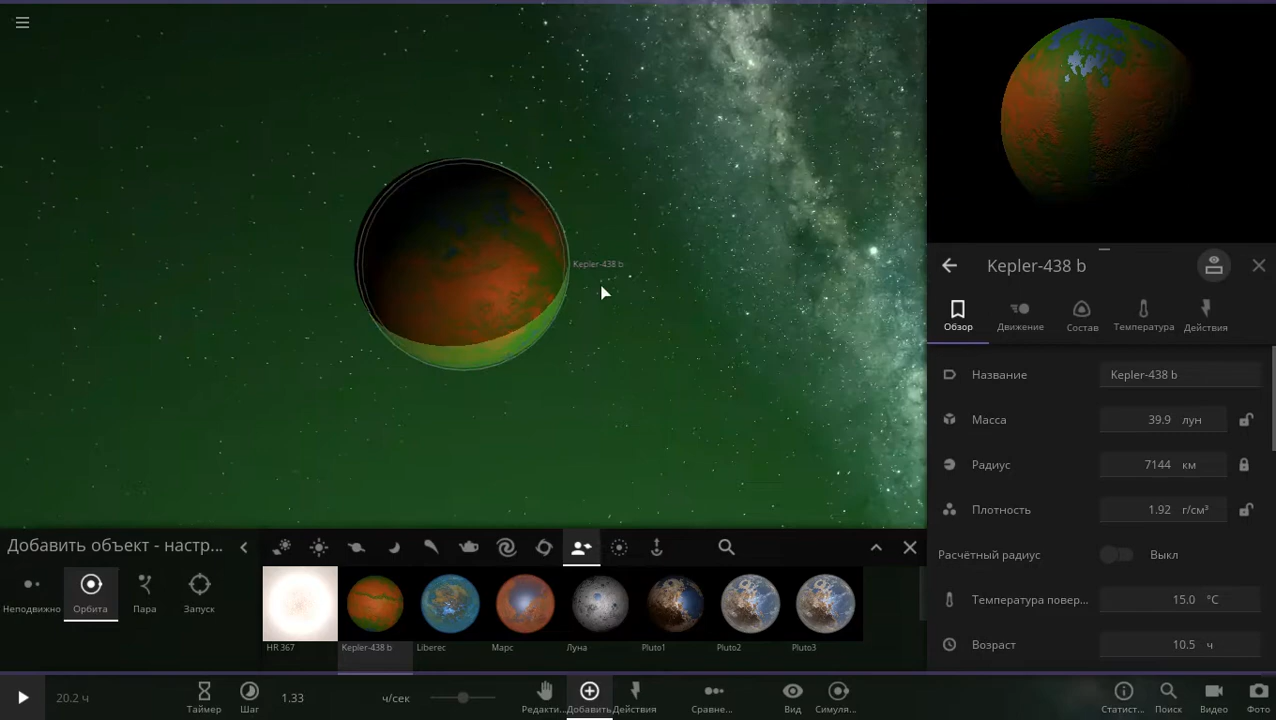 Kepler-438 b
Kepler-438 b
Обзор
Движение
Состав
Температура
Действия
Название
Kepler-438 b
Масса
39.9 лун
Радиус
7144 км
Плотность
1.92 г/см³
Расчётный радиус
Выкл
Температура повер...
15.0 °C
Возраст
10.5 ч
Добавить объект - настр...
Неподвижно
Орбита
Пара
Запуск
HR 367
Kepler-438 b
Liberec
Марс
Луна
Pluto1
Pluto2
Pluto3
20.2 ч
Таймер
Шаг
1.33
ч/сек
Редакти...
Добавить
Действия
Сравне...
Вид
Симуля...
Статист...
Поиск
Видео
Фото